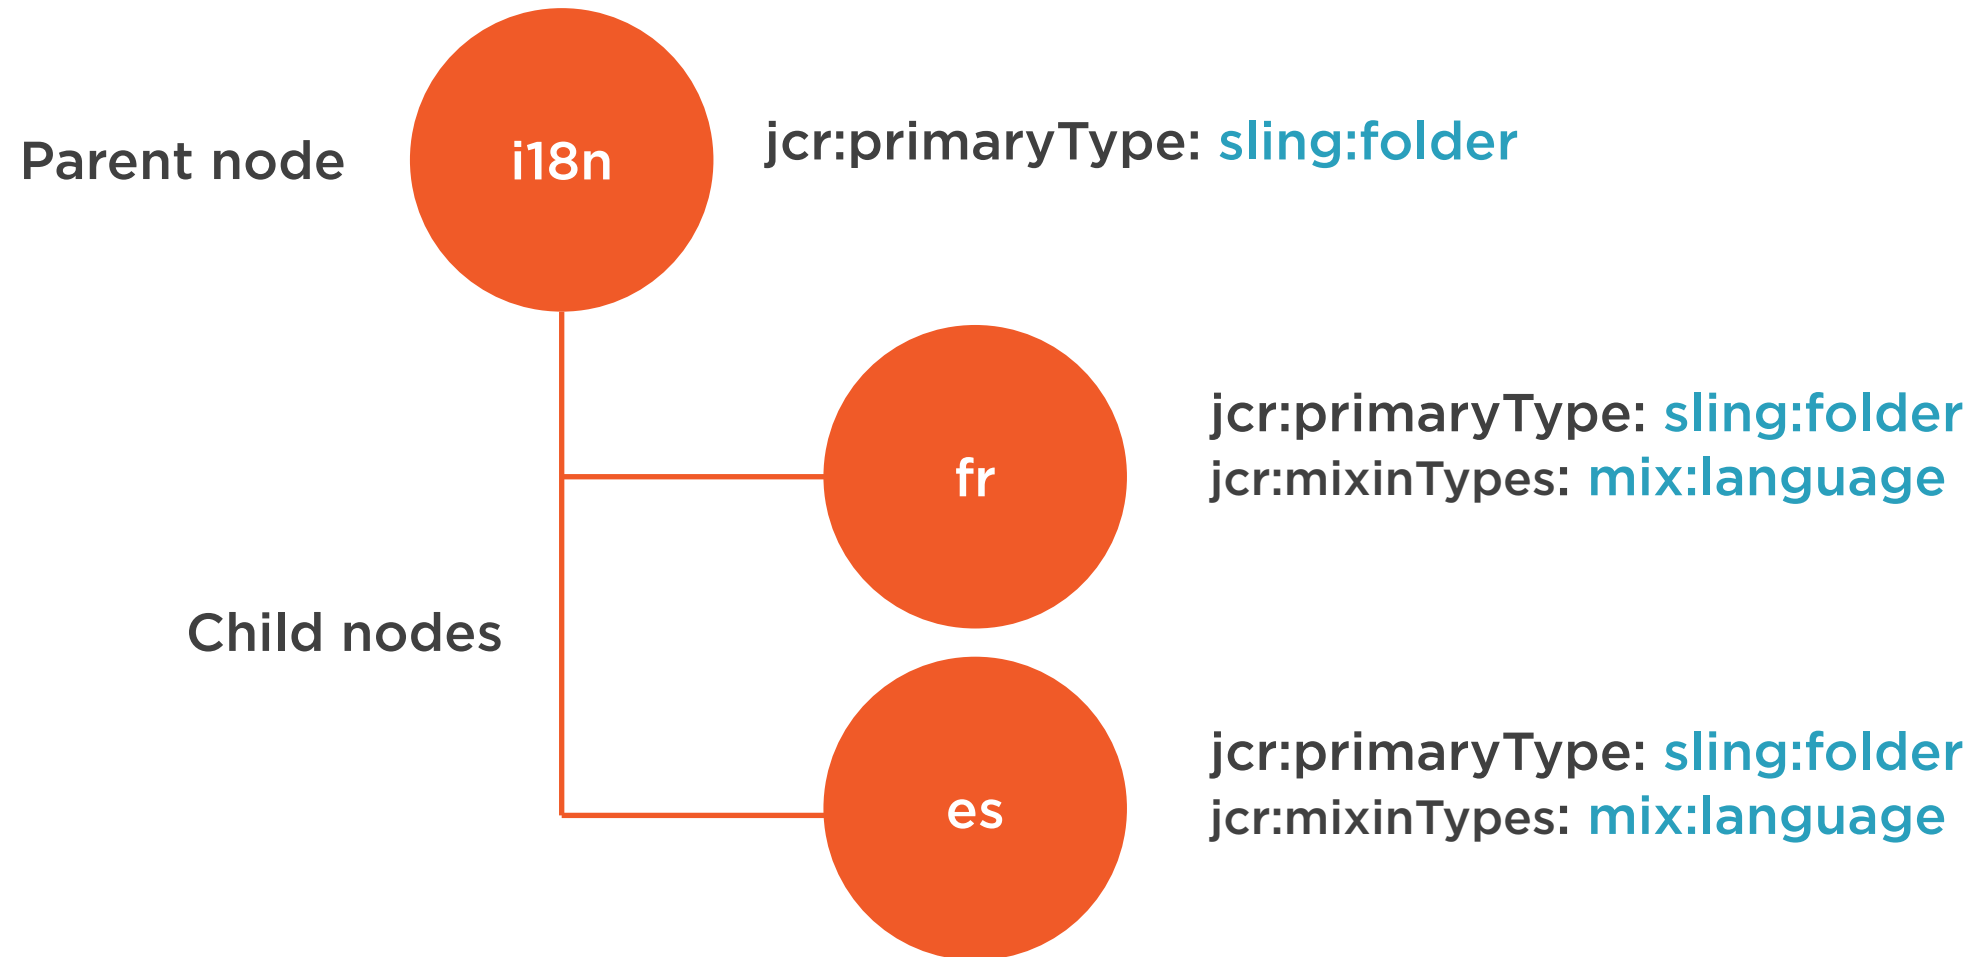 Parent node
i18n
jcr:primaryType: sling:folder
fr
jcr:primaryType: sling:folder
jcr:mixinTypes: mix:language
Child nodes
es
jcr:primaryType: sling:folder
jcr:mixinTypes: mix:language